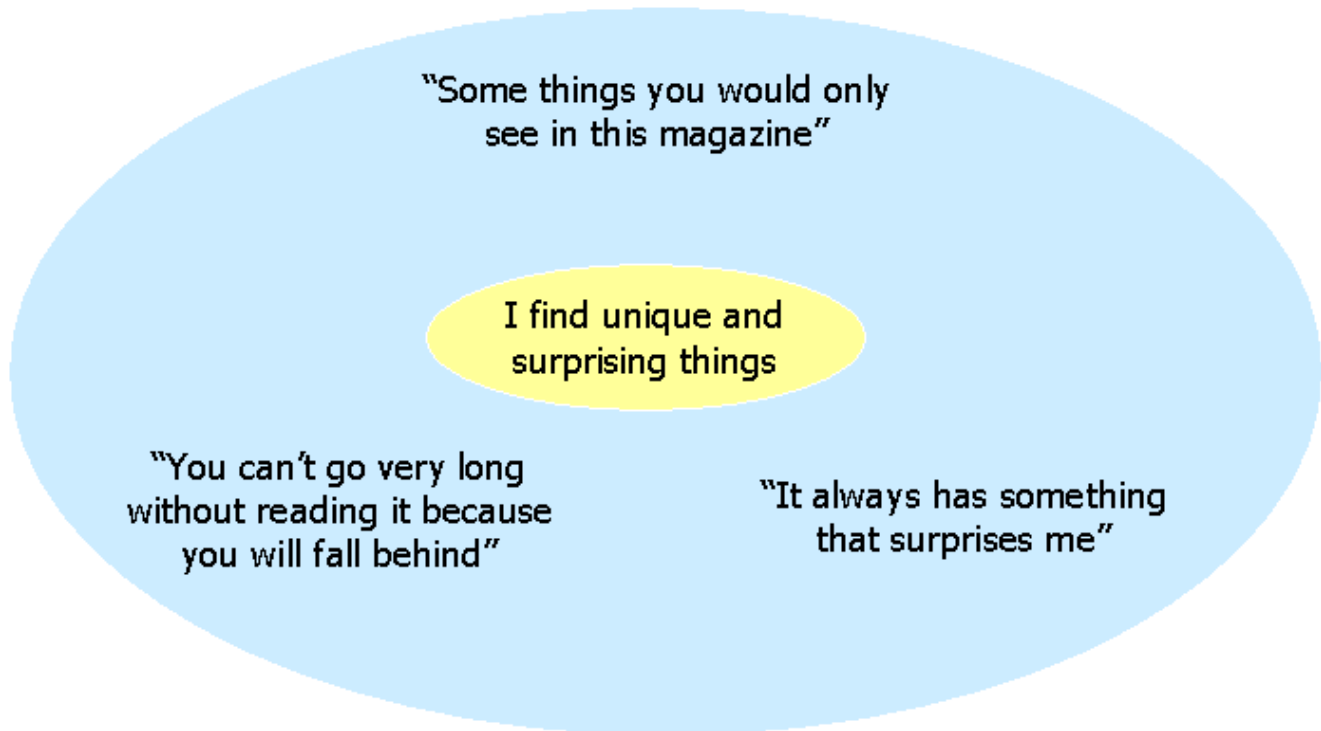 “Some things you would only
see in this magazine”
I find unique and
surprising things
“You can’t go very long
without reading it because
you will fall behind”
“It always has something
that surprises me”